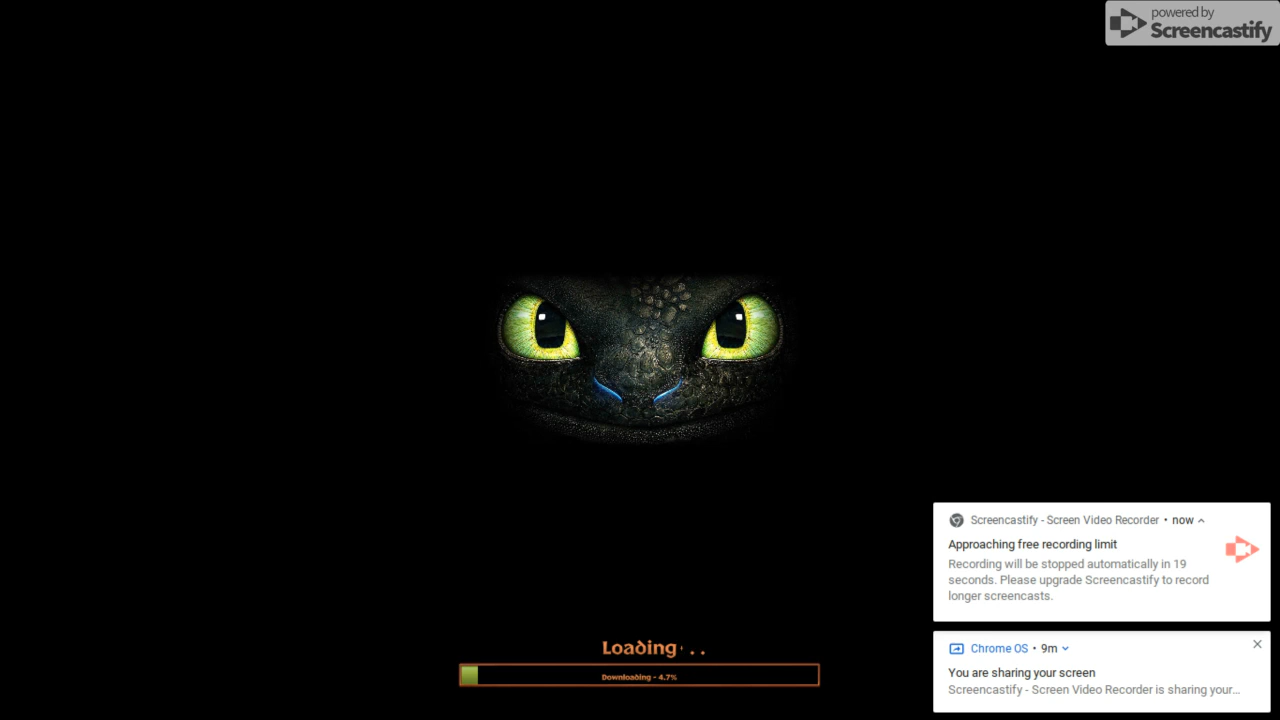 powered by
Screencastify
Screencastify - Screen Video Recorder • now
Approaching free recording limit
Recording will be stopped automatically in 19
seconds. Please upgrade Screencastify to record
longer screencasts.
Loading . . .
Downloading - 4.7%
Chrome OS • 9m
You are sharing your screen
Screencastify - Screen Video Recorder is sharing your...